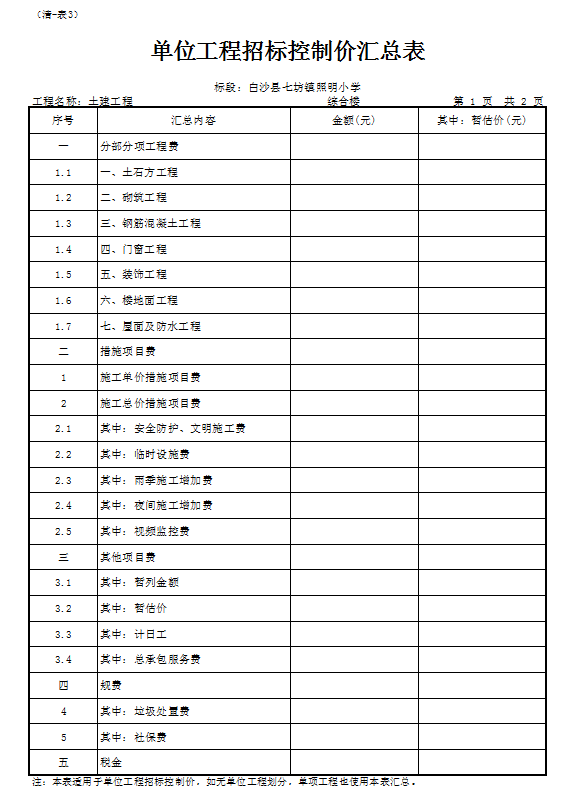 （清-表3）
单位工程招标控制价汇总表
标段：白沙县七坊镇照明小学
工程名称：土建工程 综合楼 第 1 页 共 2 页
序号 汇总内容 金额(元) 其中：暂估价(元)
一 分部分项工程费
1.1 一、土石方工程
1.2 二、砌筑工程
1.3 三、钢筋混凝土工程
1.4 四、门窗工程
1.5 五、装饰工程
1.6 六、楼地面工程
1.7 七、屋面及防水工程
二 措施项目费
1 施工单价措施项目费
2 施工总价措施项目费
2.1 其中：安全防护、文明施工费
2.2 其中：临时设施费
2.3 其中：雨季施工增加费
2.4 其中：夜间施工增加费
2.5 其中：视频监控费
三 其他项目费
3.1 其中：暂列金额
3.2 其中：暂估价
3.3 其中：计日工
3.4 其中：总承包服务费
四 规费
4 其中：垃圾处置费
5 其中：社保费
五 税金
注：本表适用于单位工程招标控制价，如无单位工程划分，单项工程也使用本表汇总。